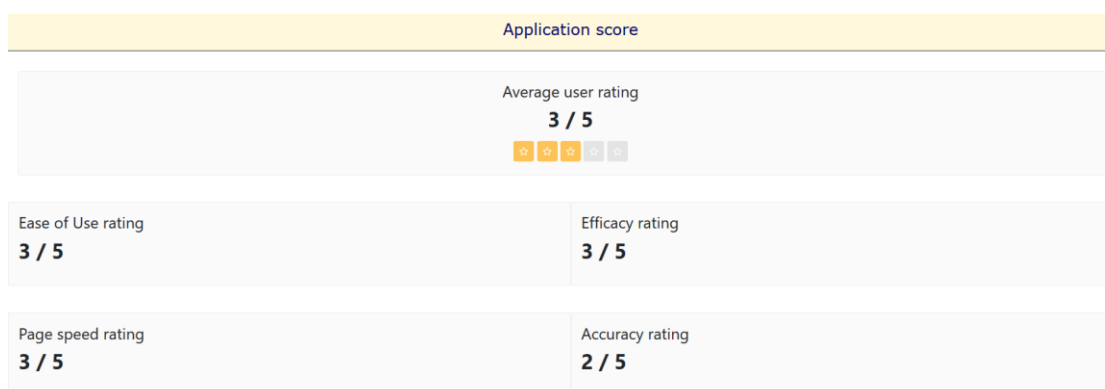 Application score
Average user rating
3 / 5
Ease of Use rating
3 / 5
Efficacy rating
3 / 5
Page speed rating
3 / 5
Accuracy rating
2 / 5